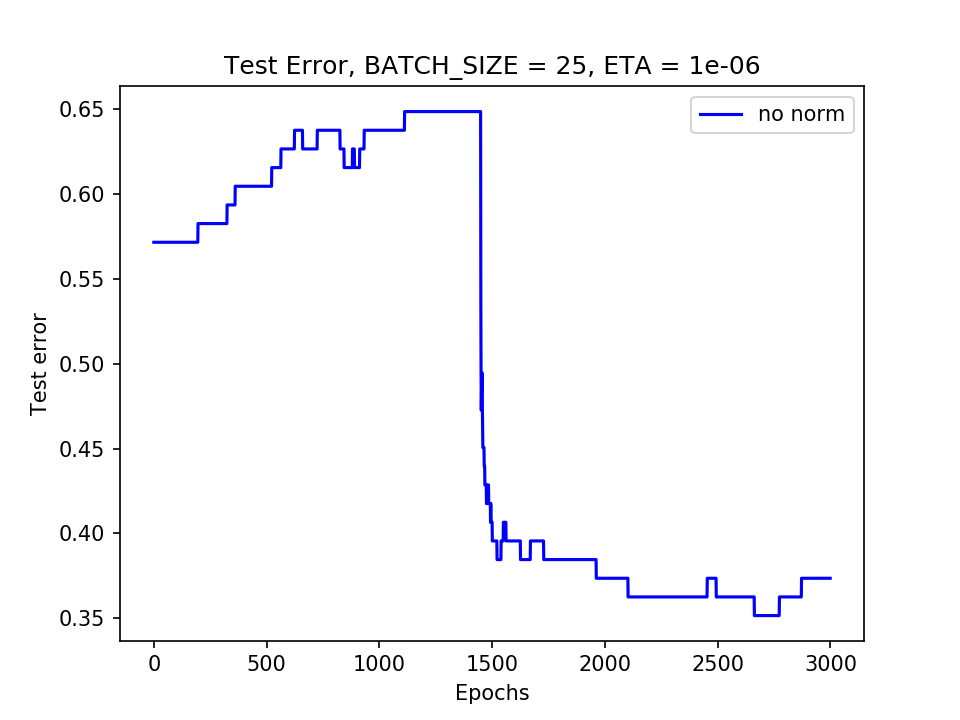 Test Error, BATCH_SIZE = 25, ETA = 1e-06
no norm
0.65
0.60
0.55
0.50
0.45
0.40
0.35
Test error
0 500 1000 1500 2000 2500 3000
Epochs